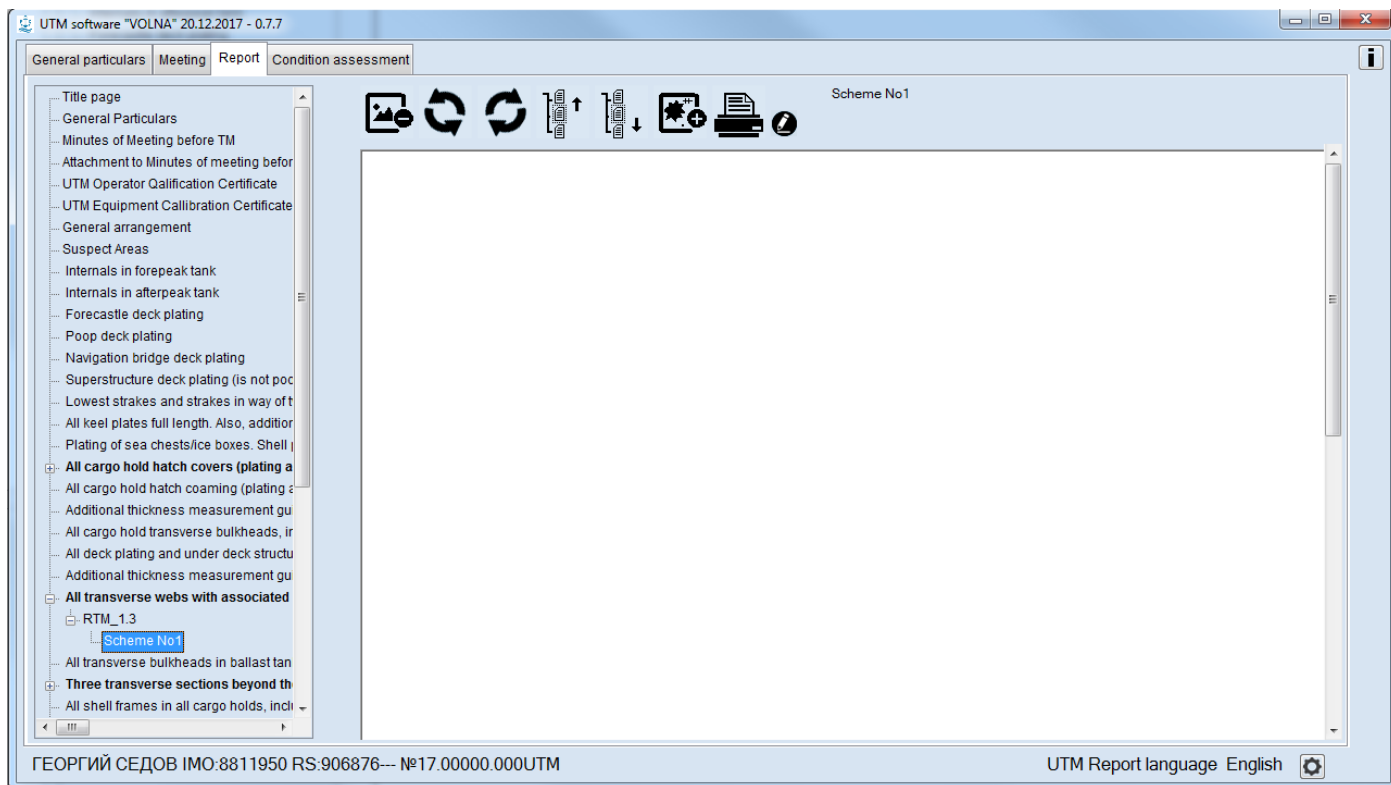 UTM software "VOLNA" 20.12.2017 - 0.7.7
General particulars Meeting Report Condition assessment
Title page
General Particulars
Minutes of Meeting before TM
Attachment to Minutes of meeting befor
UTM Operator Qalification Certificate
UTM Equipment Callibration Certificate
General arrangement
Suspect Areas
Internals in forepeak tank
Internals in afterpeak tank
Forecastle deck plating
Poop deck plating
Navigation bridge deck plating
Superstructure deck plating (is not poc
Lowest strakes and strakes in way of t
All keel plates full length. Also, addition
Plating of sea chests/ice boxes. Shell
All cargo hold hatch covers (plating a
All cargo hold hatch coaming (plating a
Additional thickness measurement gui
All cargo hold transverse bulkheads, in
All deck plating and under deck structu
Additional thickness measurement gui
All transverse webs with associated
RTM_1.3
Scheme No1
All transverse bulkheads in ballast tan
Three transverse sections beyond th
All shell frames in all cargo holds, inclu
Scheme No1
ГЕОРГИЙ СЕДОВ IMO:8811950 RS:906876--- №17.00000.000UTM
UTM Report language English